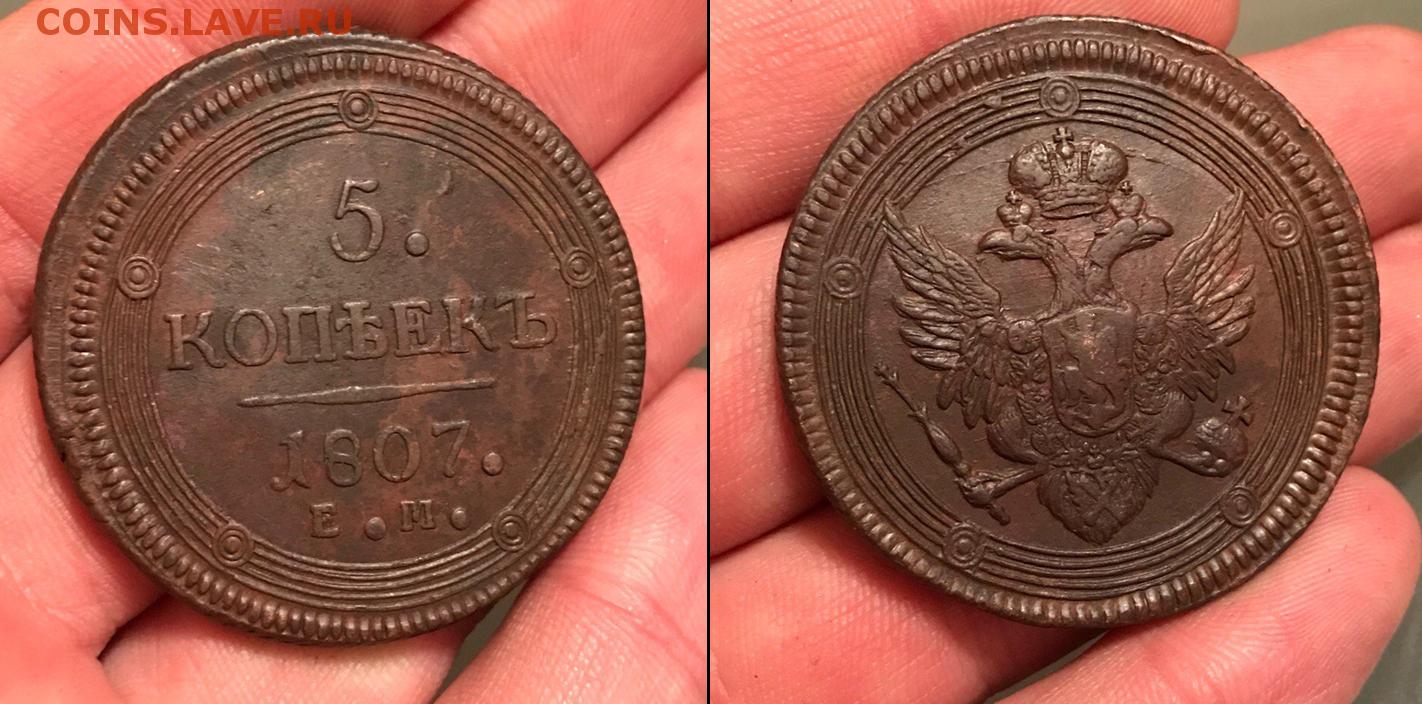 COINS.LAVE.RU
5.
КОПѢЕКЪ
1807.
Е.М.